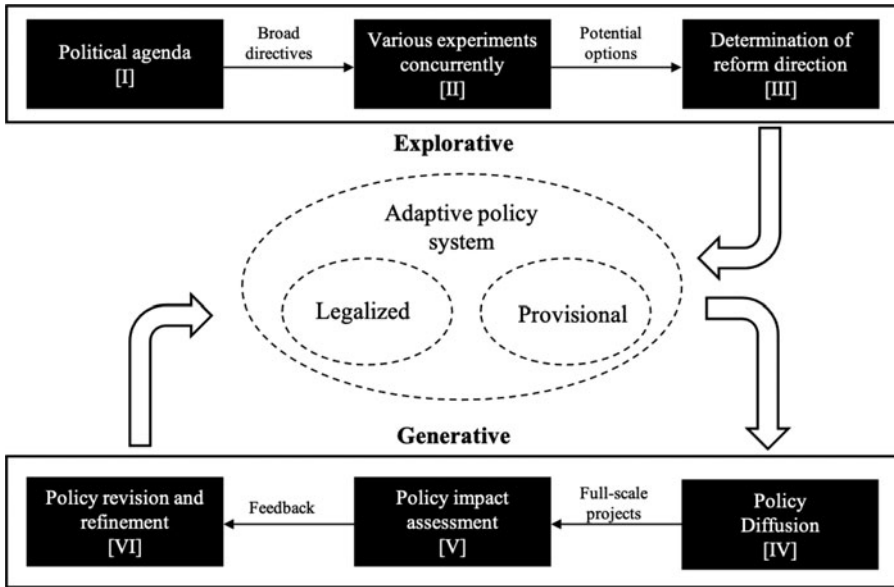 Political agenda
[I]
Broad
directives
Various experiments
concurrently
[II]
Potential
options
Determination of
reform direction
[III]
Explorative
Adaptive policy
system
Legalized
Provisional
Generative
Policy revision and
refinement
[VI]
Feedback
Policy impact
assessment
[V]
Full-scale
projects
Policy
Diffusion
[IV]